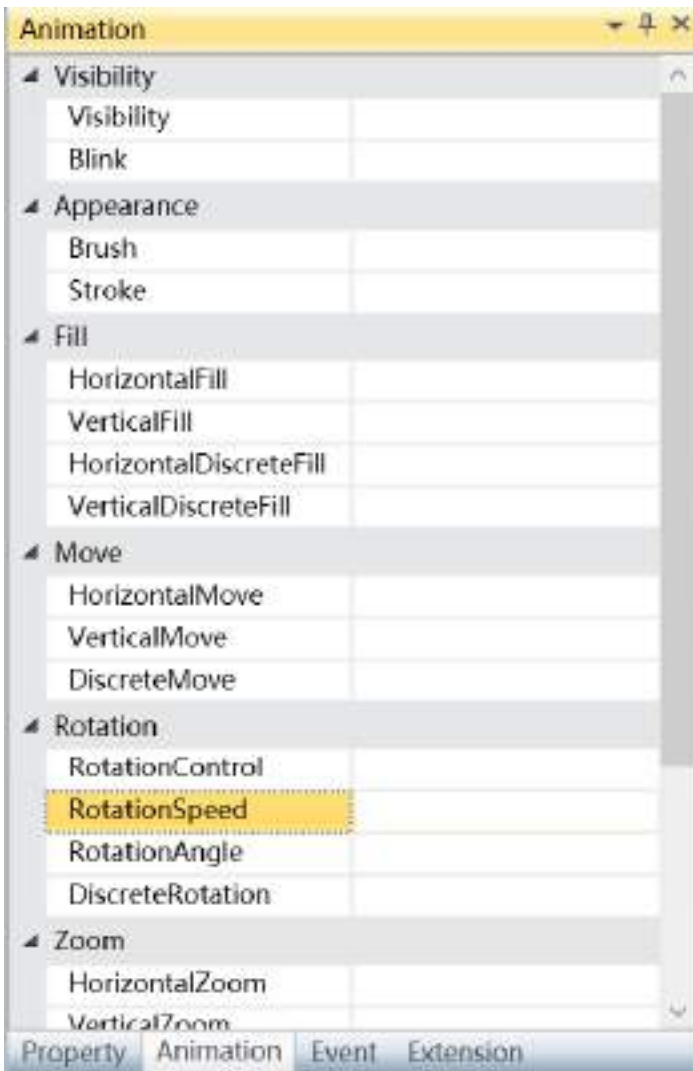 Animation
Visibility
Visibility
Blink
Appearance
Brush
Stroke
Fill
HorizontalFill
VerticalFill
HorizontalDiscreteFill
VerticalDiscreteFill
Move
HorizontalMove
VerticalMove
DiscreteMove
Rotation
RotationControl
RotationSpeed
RotationAngle
DiscreteRotation
Zoom
HorizontalZoom
VerticalZoom
Property Animation Event Extension